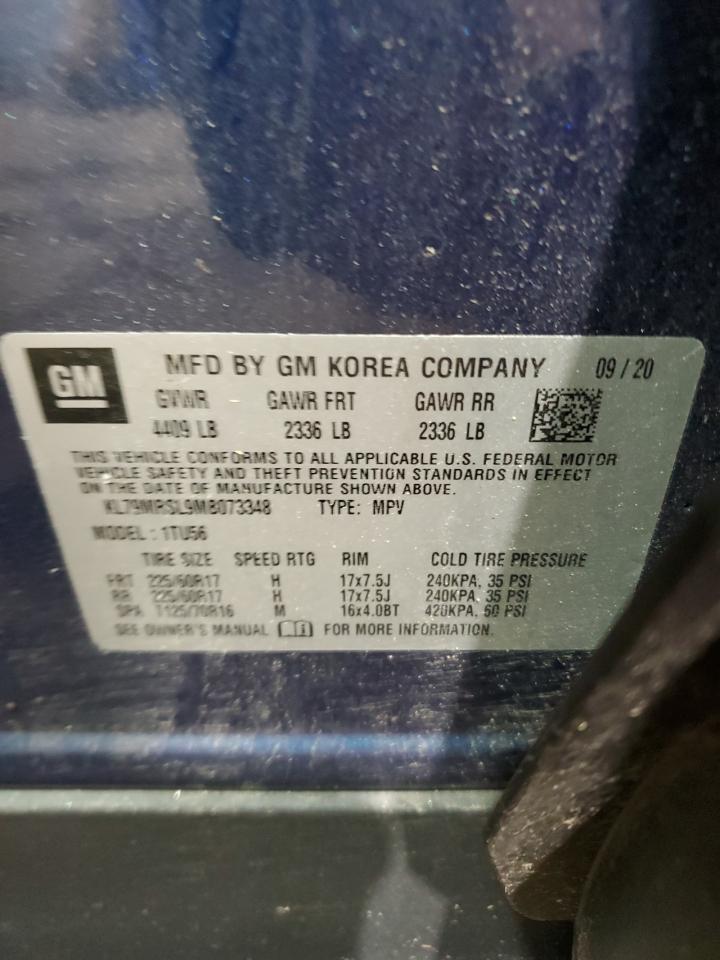 GM
MFD BY GM KOREA COMPANY 09/20
GVWR GAWR FRT GAWR RR
4409 LB 2336 LB 2336 LB
THIS VEHICLE CONFORMS TO ALL APPLICABLE U.S. FEDERAL MOTOR
VEHICLE SAFETY AND THEFT PREVENTION STANDARDS IN EFFECT
ON THE DATE OF MANUFACTURE SHOWN ABOVE.
KL79MRSL9MB073348 TYPE: MPV
MODEL: 1TU56
TIRE SIZE SPEED RTG RIM COLD TIRE PRESSURE
FRT 225/60R17 H 17x7.5J 240KPA, 35 PSI
RR 225/60R17 H 17x7.5J 240KPA, 35 PSI
SPA T125/70R16 M 16x4.0BT 420KPA, 60 PSI
SEE OWNER'S MANUAL FOR MORE INFORMATION.